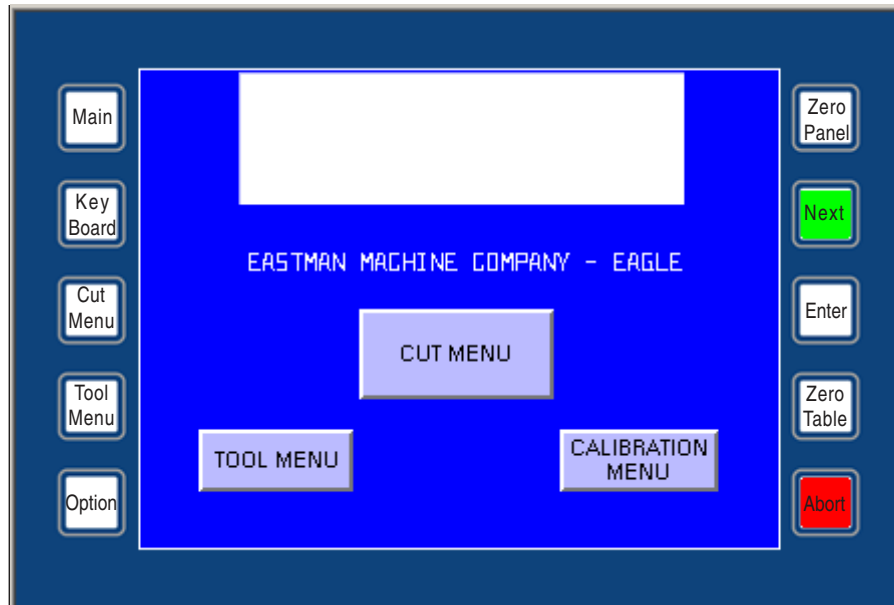 Main
Key
Board
Cut
Menu
Tool
Menu
Option
EASTMAN MACHINE COMPANY - EAGLE
CUT MENU
TOOL MENU
CALIBRATION
MENU
Zero
Panel
Next
Enter
Zero
Table
Abort